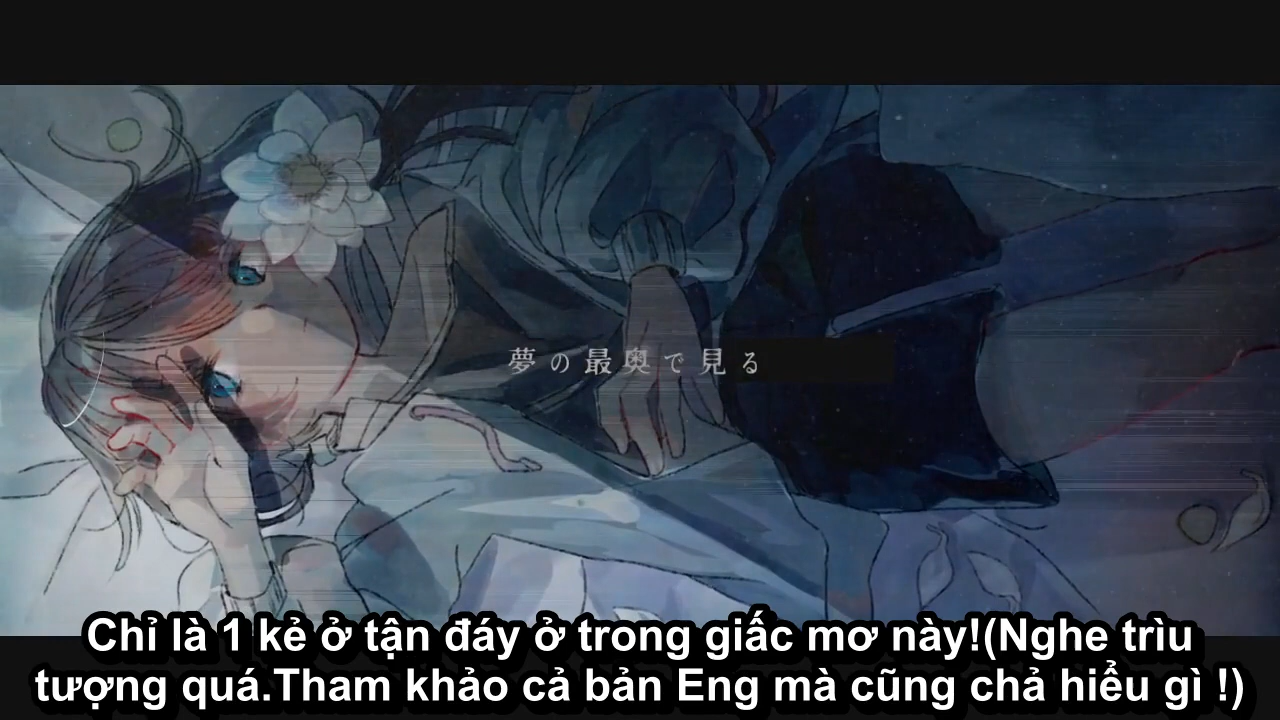 夢の最奥で見る
Chỉ là 1 kẻ ở tận đáy ở trong giấc mơ này!(Nghe trìu
tượng quá.Tham khảo cả bản Eng mà cũng chả hiểu gì !)